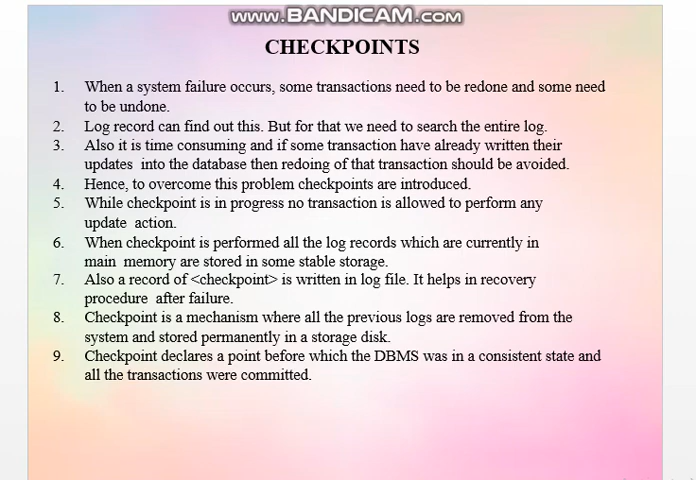 www.BANDICAM.com
CHECKPOINTS
1. When a system failure occurs, some transactions need to be redone and some need
to be undone.
2. Log record can find out this. But for that we need to search the entire log.
3. Also it is time consuming and if some transaction have already written their
updates into the database then redoing of that transaction should be avoided.
4. Hence, to overcome this problem checkpoints are introduced.
5. While checkpoint is in progress no transaction is allowed to perform any
update action.
6. When checkpoint is performed all the log records which are currently in
main memory are stored in some stable storage.
7. Also a record of <checkpoint> is written in log file. It helps in recovery
procedure after failure.
8. Checkpoint is a mechanism where all the previous logs are removed from the
system and stored permanently in a storage disk.
9. Checkpoint declares a point before which the DBMS was in a consistent state and
all the transactions were committed.